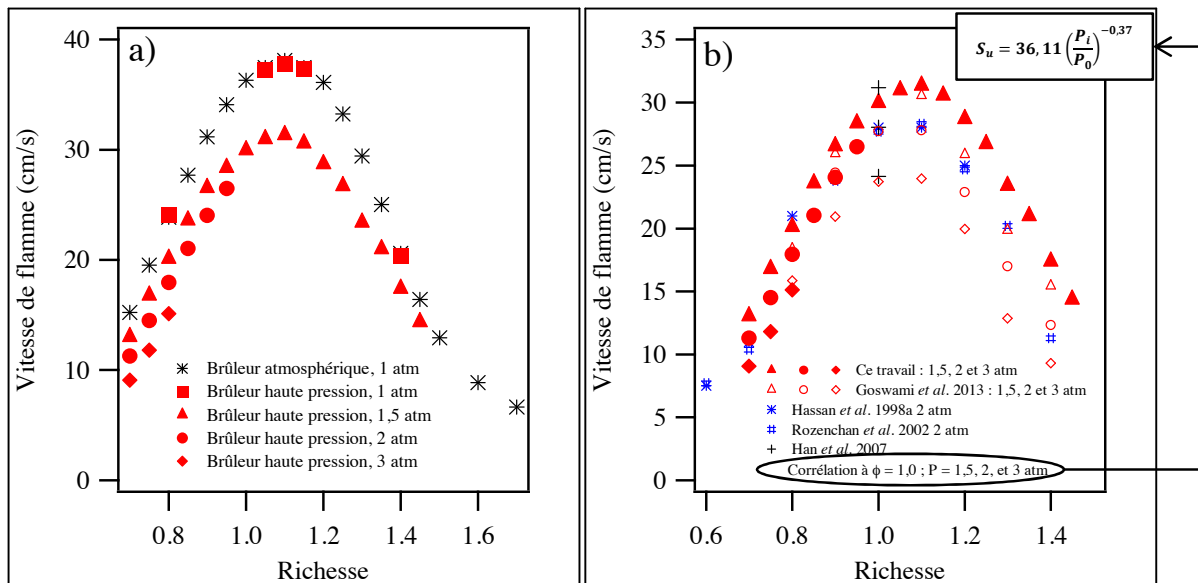 a)
Vitesse de flamme (cm/s)
40
30
20
10
0
0.8
1.0
1.2
1.4
1.6
Richesse
Brûleur atmosphérique, 1 atm
Brûleur haute pression, 1 atm
Brûleur haute pression, 1,5 atm
Brûleur haute pression, 2 atm
Brûleur haute pression, 3 atm
b)
S_u = 36,11 (P_i/P_0)^{-0,37}
Vitesse de flamme (cm/s)
35
30
25
20
15
10
5
0
0.6
0.8
1.0
1.2
1.4
Richesse
Ce travail : 1,5, 2 et 3 atm
Goswami et al. 2013 : 1,5, 2 et 3 atm
Hassan et al. 1998a 2 atm
Rozenchan et al. 2002 2 atm
Han et al. 2007
Corrélation à ϕ = 1,0 ; P = 1,5, 2, et 3 atm